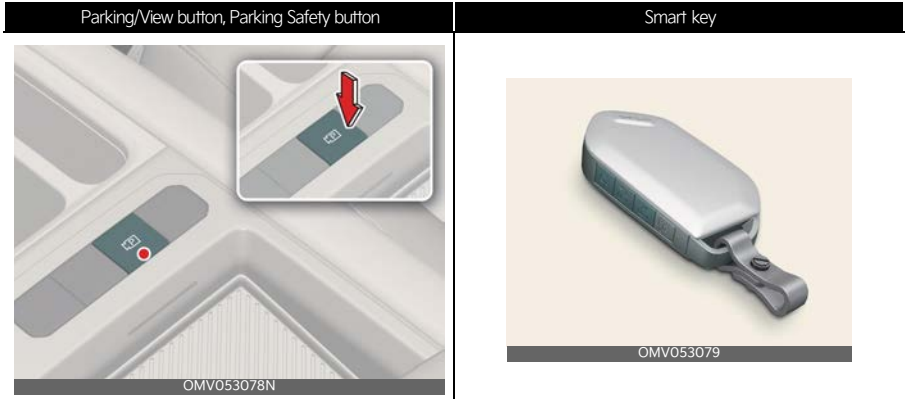 Parking/View button, Parking Safety button
Smart key
P
P
OMV053078N
OMV053079